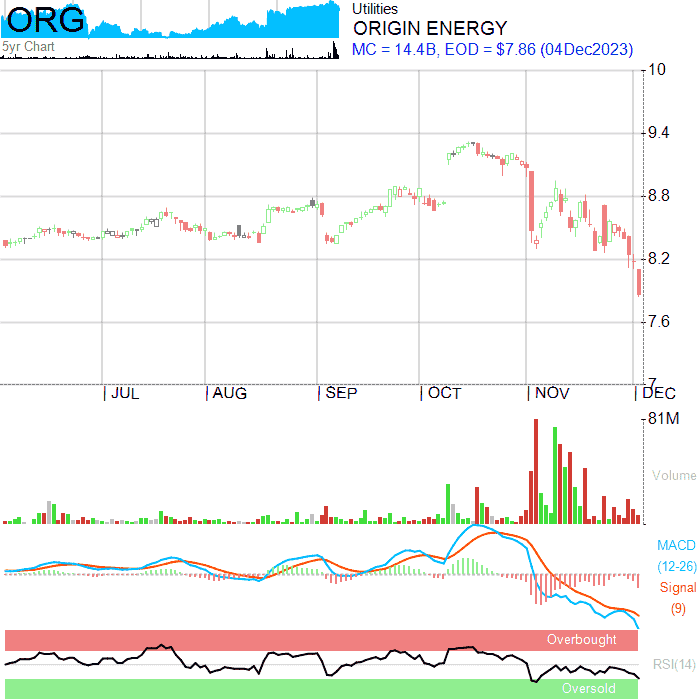 ORG
Utilities
ORIGIN ENERGY
5yr Chart
MC = 14.4B, EOD = $7.86 (04Dec2023)
10
9.4
8.8
8.2
7.6
7
JUL AUG SEP OCT NOV DEC
81M
Volume
MACD
(12-26)
Signal
(9)
Overbought
RSI(14)
Oversold